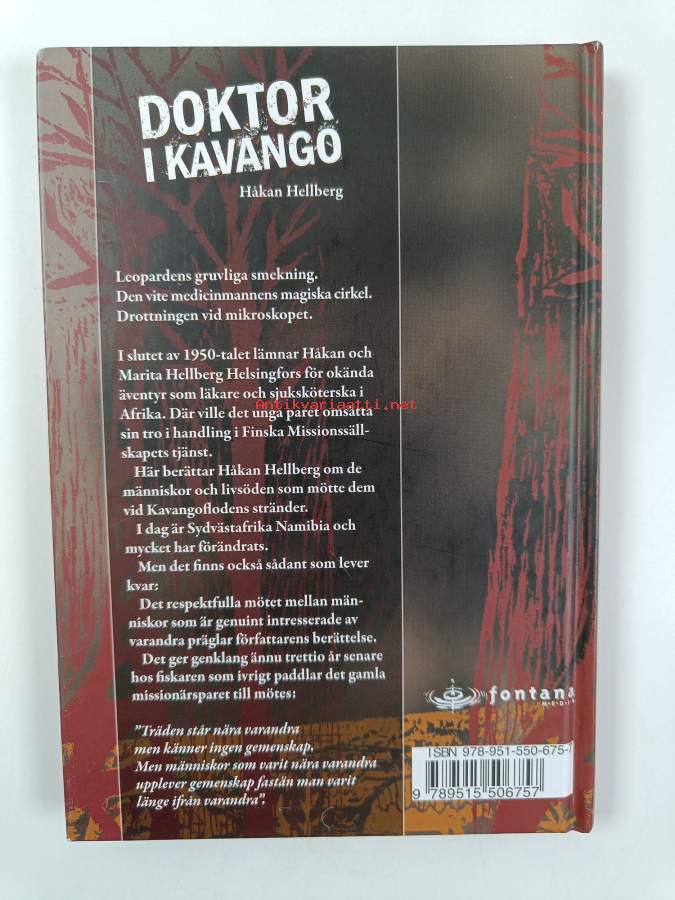 DOKTOR
I KAVANGO
Håkan Hellberg
Leopardens gruvliga smekning.
Den vite medicinmannens magiska cirkel.
Drottningen vid mikroskopet.
I slutet av 1950-talet lämnar Håkan och
Marita Hellberg Helsingfors för okända
äventyr som läkare och sjuksköterska i
Afrika. Där ville det unga paret omsätta
Antikvariaatti.net
sin tro i handling i Finska Missionssäll-
skapets tjänst.
Här berättar Håkan Hellberg om de
människor och livsöden som mötte dem
vid Kavangoflodens stränder.
I dag är Sydvästafrika Namibia och
mycket har förändrats.
Men det finns också sådant som lever
kvar:
Det respektfulla mötet mellan män-
niskor som är genuint intresserade av
varandra präglar författarens berättelse.
Det ger genklang ännu trettio år senare
hos fiskaren som ivrigt paddlar det gamla
missionärsparet till mötes:
"Träden står nära varandra
men känner ingen gemenskap.
Men människor som varit nära varandra
upplever gemenskap fastän man varit
länge ifrån varandra".
fontana
MEDIA
ISBN 978-951-550-675-
9 789515 506757